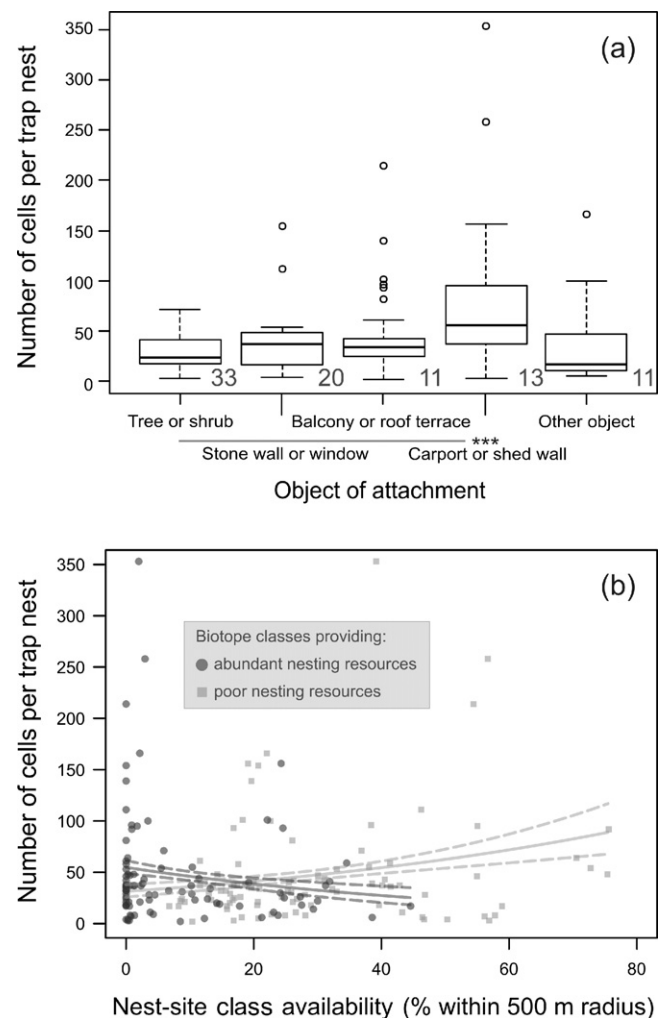 (a)
Number of cells per trap nest
350
300
250
200
150
100
50
0
33 20 11 13 11
Tree or shrub Balcony or roof terrace Other object
***
Stone wall or window Carport or shed wall
Object of attachment
(b)
Number of cells per trap nest
350
300
250
200
150
100
50
0
Biotope classes providing:
abundant nesting resources
poor nesting resources
0 20 40 60 80
Nest-site class availability (% within 500 m radius)